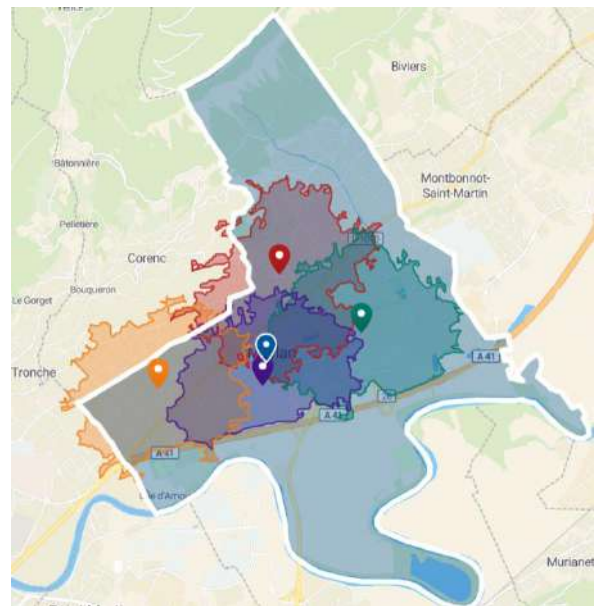 Biviers
Bâtonnière
Montbonnot-
Saint-Martin
Pelletière
Corenc
Bouqueron
Le Gorget
Tronche
A 41
A 41
A 41
Murianet